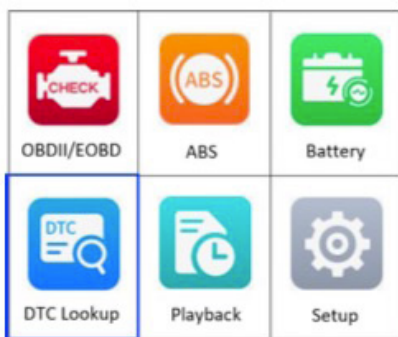 CHECK
ABS
OBDII/EOBD
ABS
Battery
DTC
DTC Lookup
Playback
Setup